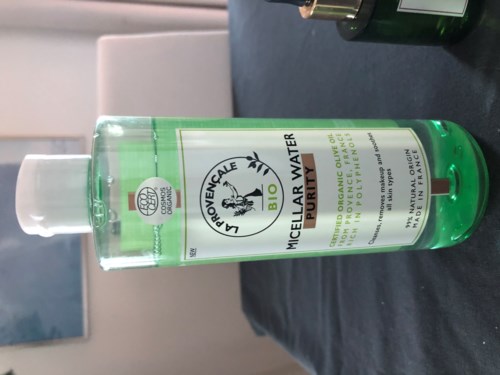 ECO
CERT
COSMOS
ORGANIC
NEW
LA PROVENÇALE
BIO
MICELLAR WATER
PURITY
CERTIFIED ORGANIC OLIVE OIL
FROM PROVENCE, FRANCE
RICH IN POLYPHENOLS
Cleanses, removes makeup and soothes
all skin types
99% NATURAL ORIGIN
MADE IN FRANCE